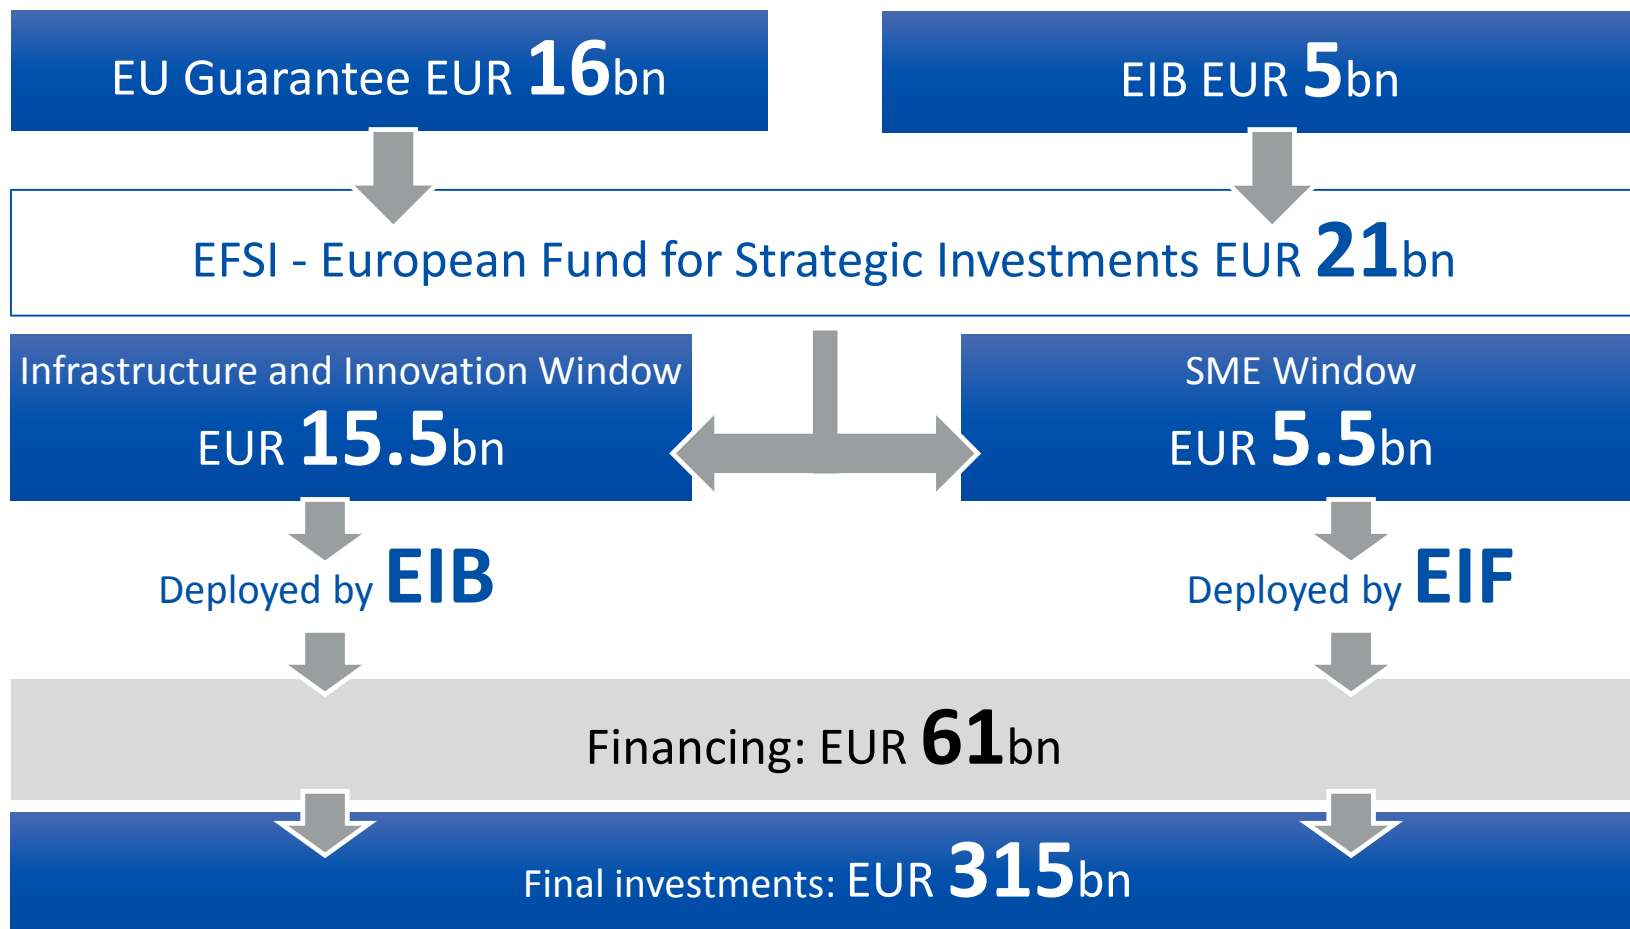 EU Guarantee EUR 16bn
EIB EUR 5bn
EFSI - European Fund for Strategic Investments EUR 21bn
Infrastructure and Innovation Window
EUR 15.5bn
SME Window
EUR 5.5bn
Deployed by EIB
Deployed by EIF
Financing: EUR 61bn
Final investments: EUR 315bn